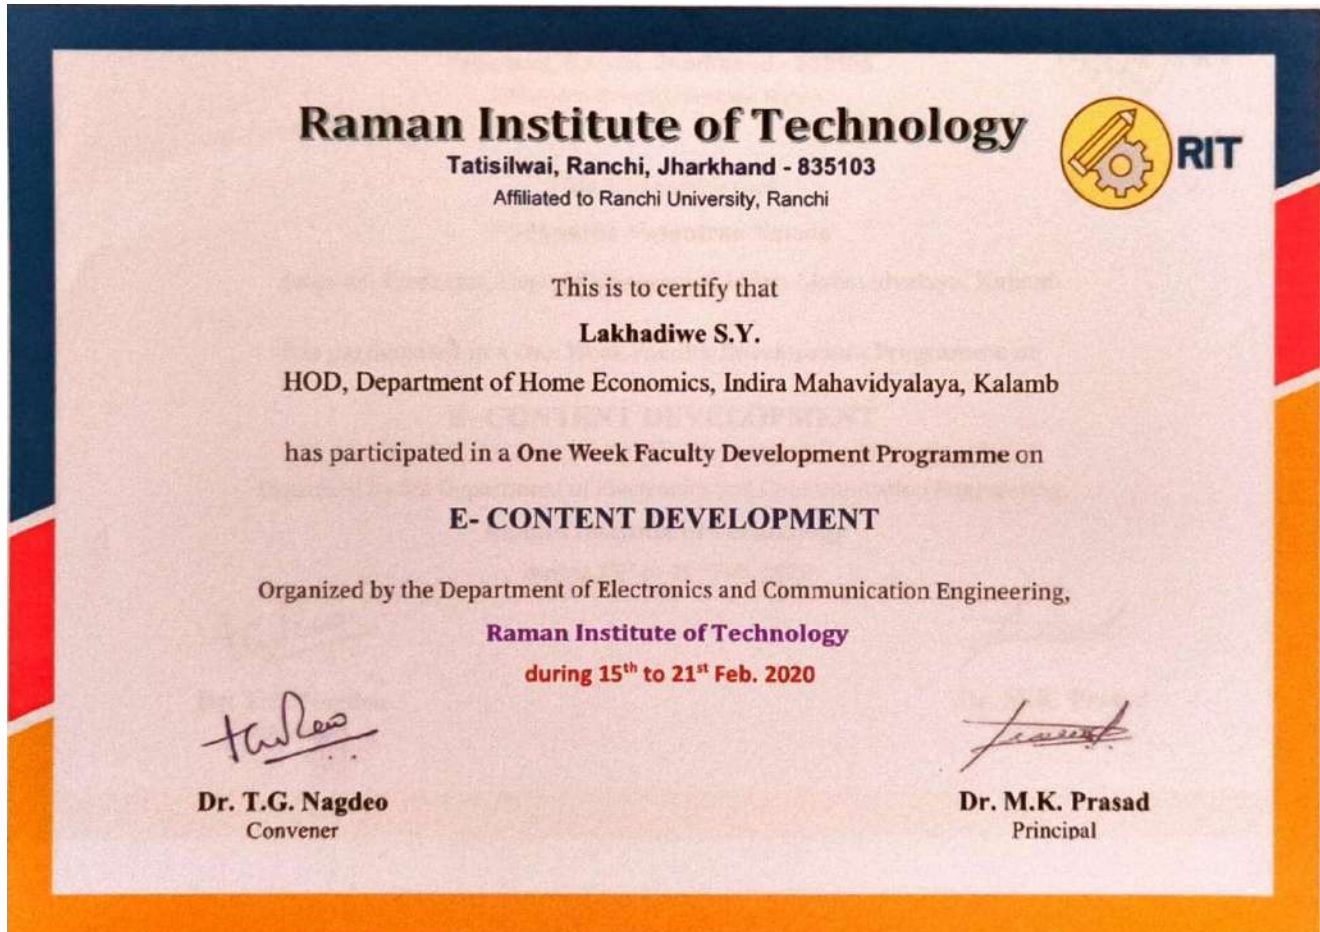 Raman Institute of Technology
RIT
Tatisilwai, Ranchi, Jharkhand - 835103
Affiliated to Ranchi University, Ranchi
This is to certify that
Lakhadiwe S.Y.
HOD, Department of Home Economics, Indira Mahavidyalaya, Kalamb
has participated in a One Week Faculty Development Programme on
E- CONTENT DEVELOPMENT
Organized by the Department of Electronics and Communication Engineering,
Raman Institute of Technology
during 15th to 21st Feb. 2020
Dr. T.G. Nagdeo
Convener
Dr. M.K. Prasad
Principal